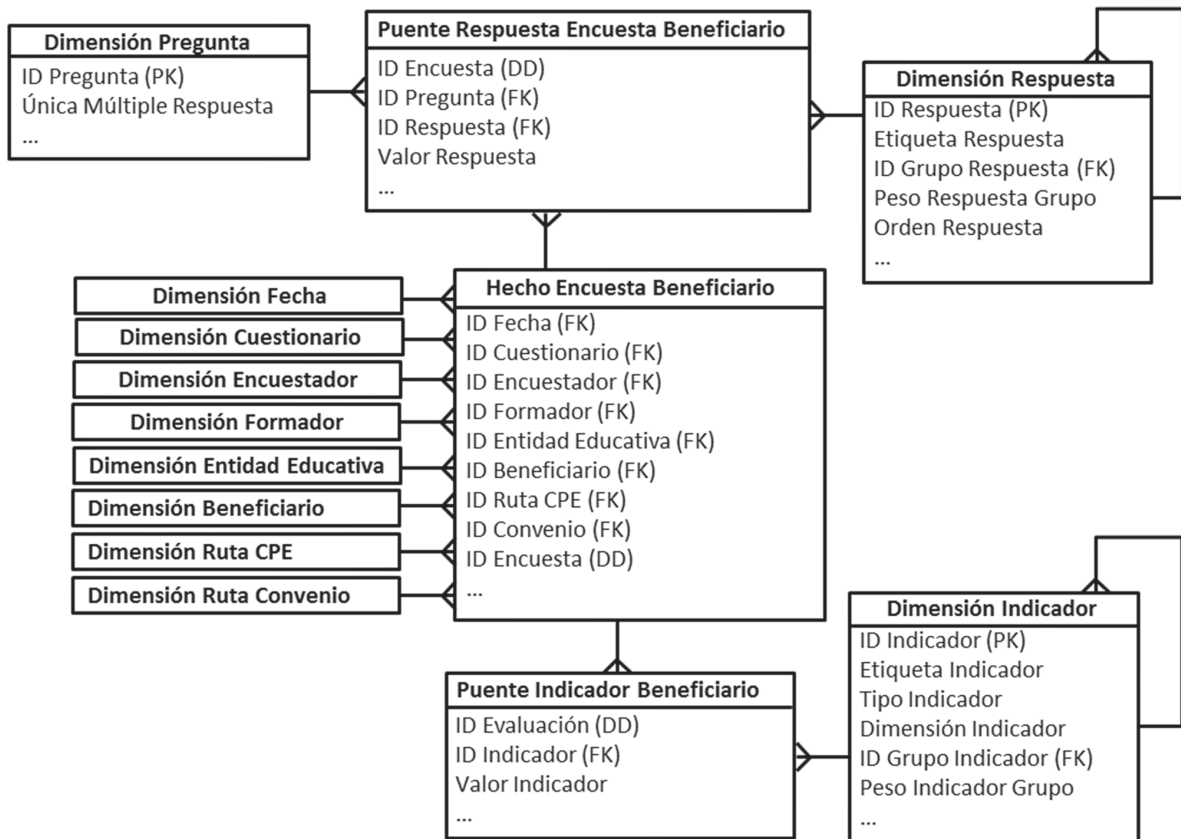 Dimensión Pregunta
ID Pregunta (PK)
Única Múltiple Respuesta
...
Puente Respuesta Encuesta Beneficiario
ID Encuesta (DD)
ID Pregunta (FK)
ID Respuesta (FK)
Valor Respuesta
...
Dimensión Respuesta
ID Respuesta (PK)
Etiqueta Respuesta
ID Grupo Respuesta (FK)
Peso Respuesta Grupo
Orden Respuesta
...
Dimensión Fecha
Dimensión Cuestionario
Dimensión Encuestador
Dimensión Formador
Dimensión Entidad Educativa
Dimensión Beneficiario
Dimensión Ruta CPE
Dimensión Ruta Convenio
Hecho Encuesta Beneficiario
ID Fecha (FK)
ID Cuestionario (FK)
ID Encuestador (FK)
ID Formador (FK)
ID Entidad Educativa (FK)
ID Beneficiario (FK)
ID Ruta CPE (FK)
ID Convenio (FK)
ID Encuesta (DD)
...
Puente Indicador Beneficiario
ID Evaluación (DD)
ID Indicador (FK)
Valor Indicador
...
Dimensión Indicador
ID Indicador (PK)
Etiqueta Indicador
Tipo Indicador
Dimensión Indicador
ID Grupo Indicador (FK)
Peso Indicador Grupo
...